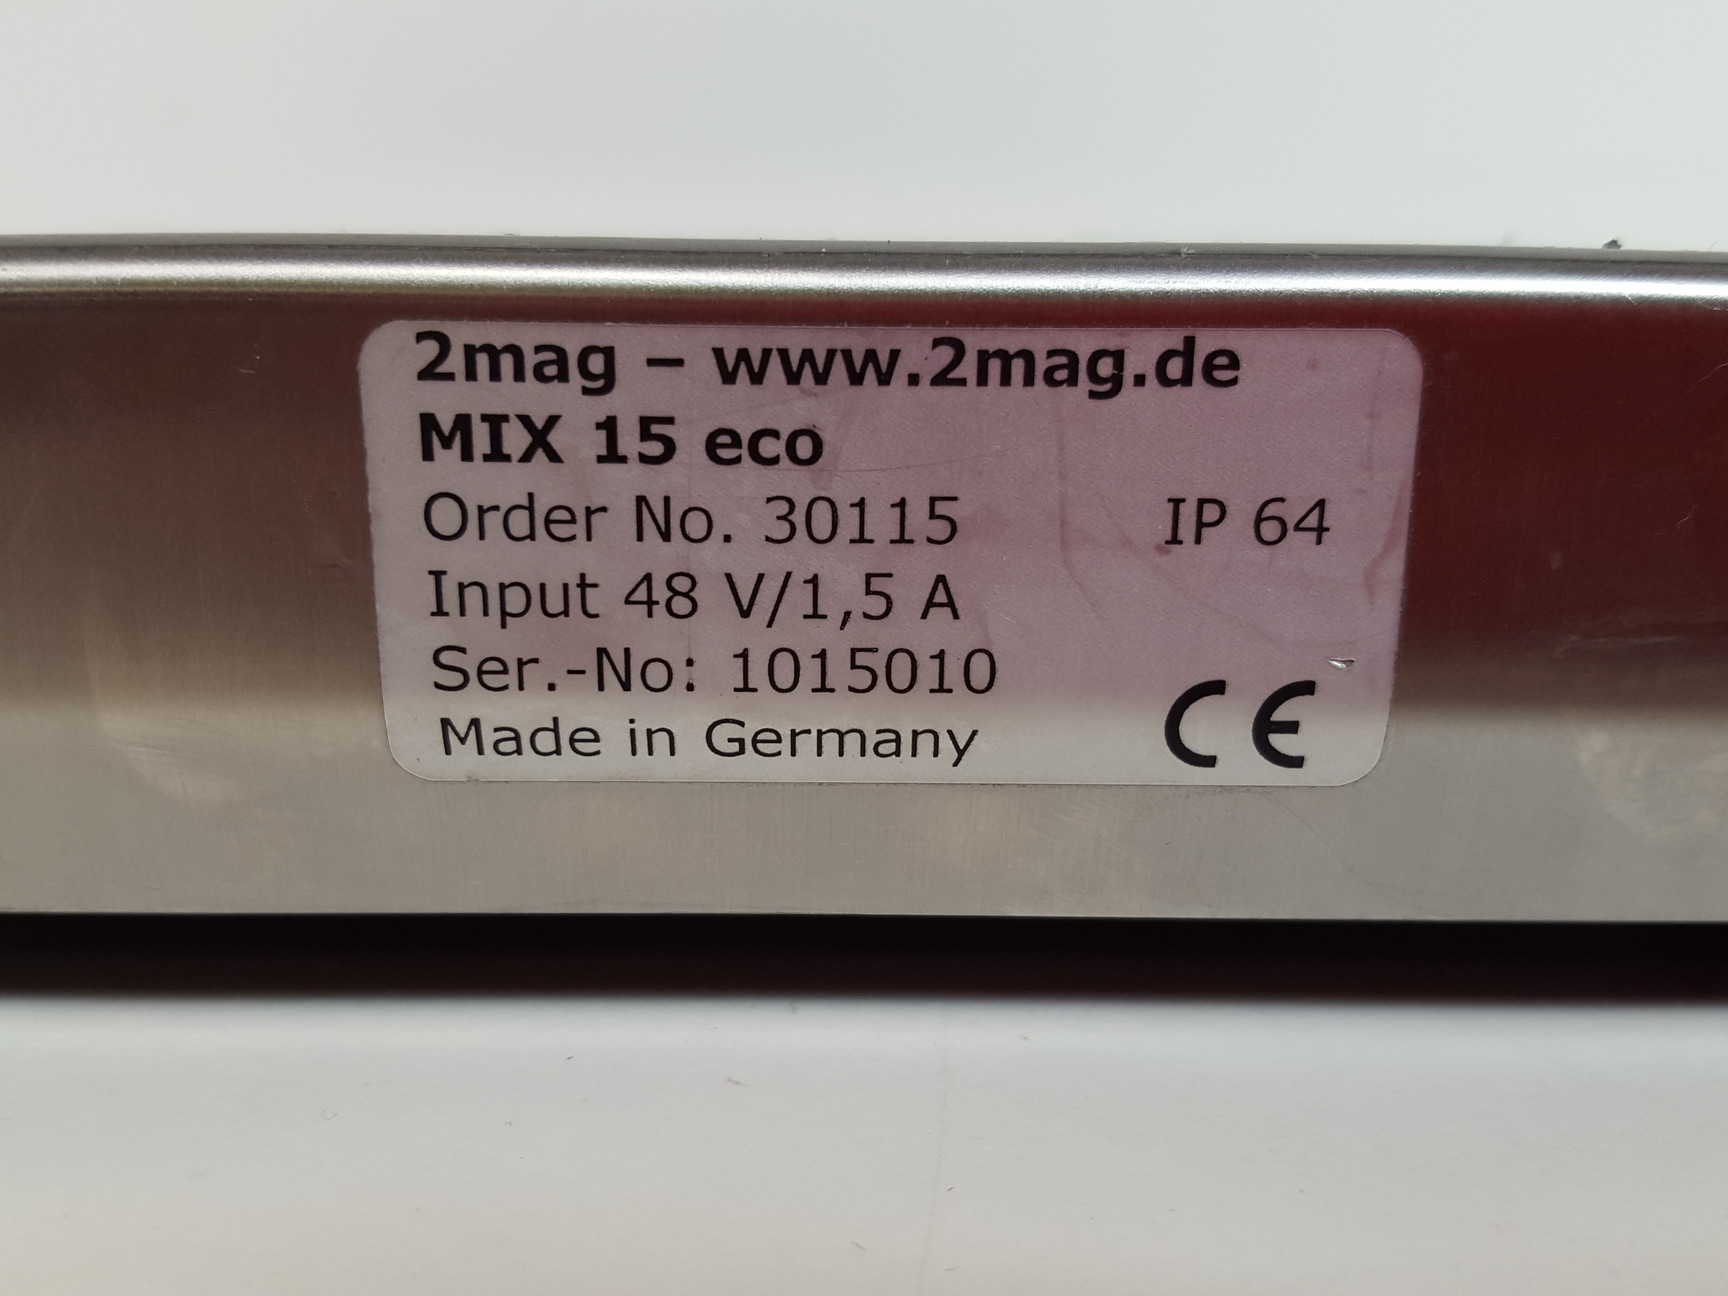 2mag – www.2mag.de
MIX 15 eco
Order No. 30115 IP 64
Input 48 V/1,5 A
Ser.-No: 1015010
Made in Germany CE